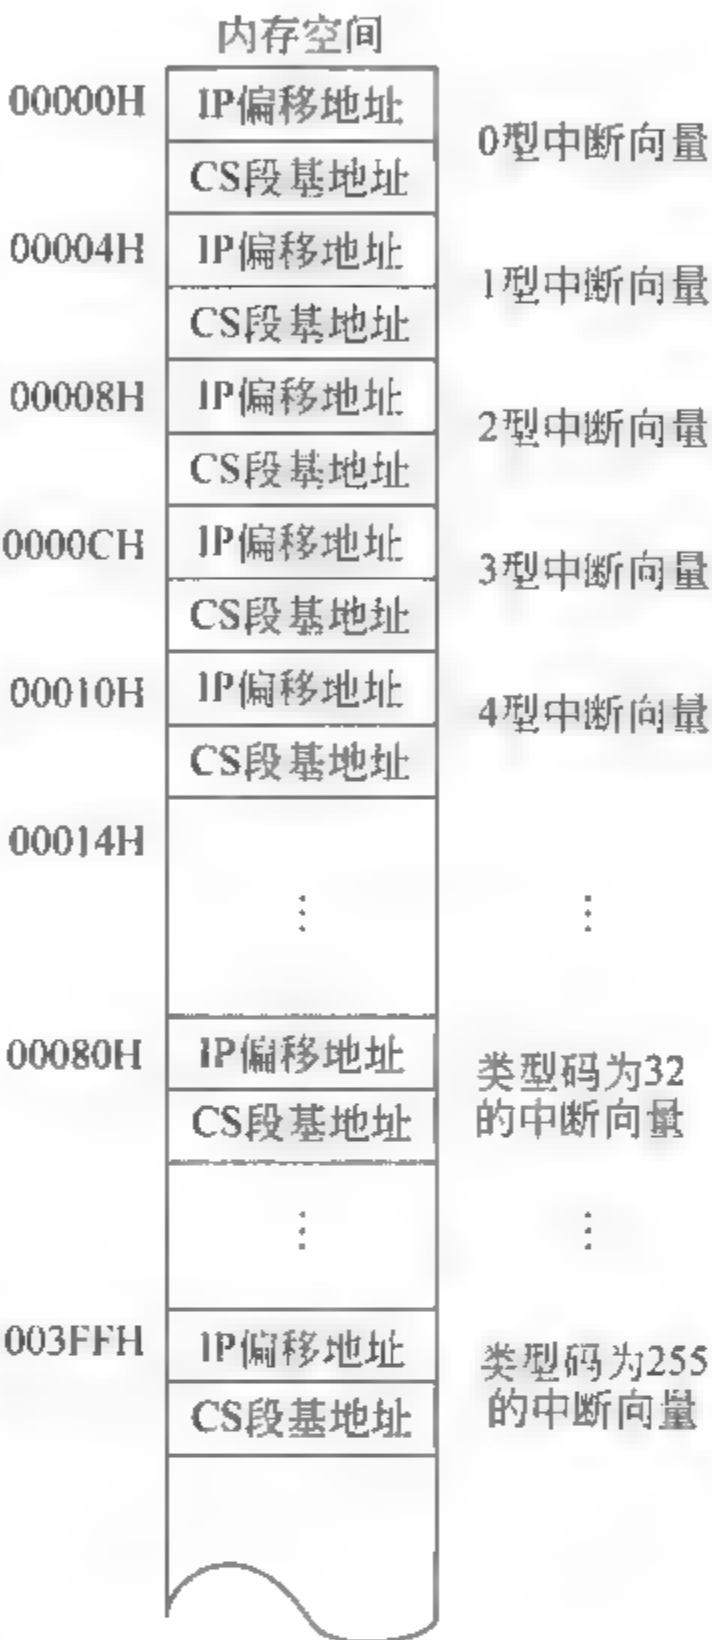 内存空间
00000H IP偏移地址
0型中断向量
CS段基地址
00004H IP偏移地址
1型中断向量
CS段基地址
00008H IP偏移地址
2型中断向量
CS段基地址
0000CH IP偏移地址
3型中断向量
CS段基地址
00010H IP偏移地址
4型中断向量
CS段基地址
00014H
⋮ ⋮
00080H IP偏移地址
类型码为32
CS段基地址
的中断向量
⋮ ⋮
003FFH IP偏移地址
类型码为255
CS段基地址
的中断向量